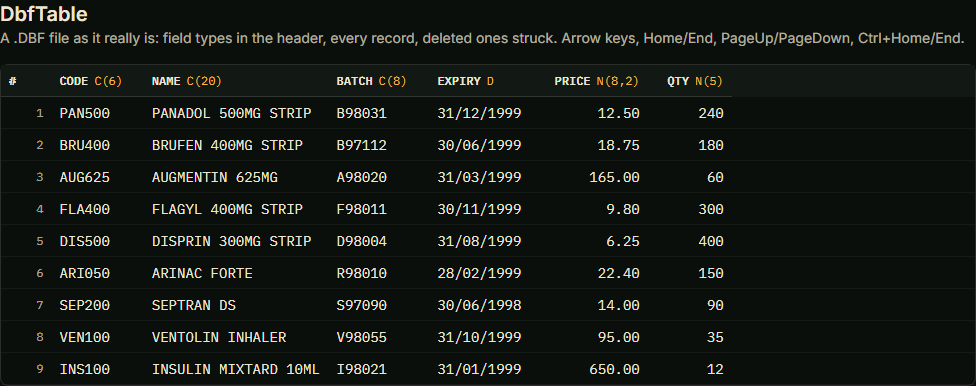 DbfTable
A .DBF file as it really is: field types in the header, every record, deleted ones struck. Arrow keys, Home/End, PageUp/PageDown, Ctrl+Home/End.
# CODE C(6) NAME C(20) BATCH C(8) EXPIRY D PRICE N(8,2) QTY N(5)
1 PAN500 PANADOL 500MG STRIP B98031 31/12/1999 12.50 240
2 BRU400 BRUFEN 400MG STRIP B97112 30/06/1999 18.75 180
3 AUG625 AUGMENTIN 625MG A98020 31/03/1999 165.00 60
4 FLA400 FLAGYL 400MG STRIP F98011 30/11/1999 9.80 300
5 DIS500 DISPRIN 300MG STRIP D98004 31/08/1999 6.25 400
6 ARI050 ARINAC FORTE R98010 28/02/1999 22.40 150
7 SEP200 SEPTRAN DS S97090 30/06/1998 14.00 90
8 VEN100 VENTOLIN INHALER V98055 31/10/1999 95.00 35
9 INS100 INSULIN MIXTARD 10ML I98021 31/01/1999 650.00 12